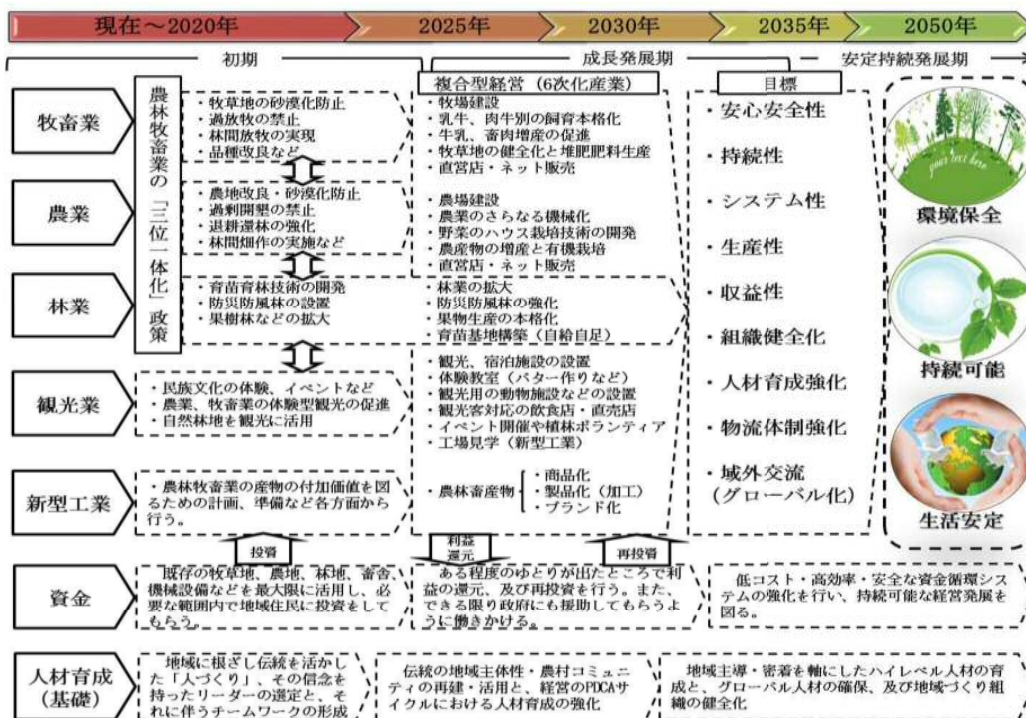 現在～2020年
2025年
2030年
2035年
2050年
初期
成長発展期
安定持続発展期
複合型経営（6次化産業）
目標
農林牧畜業の「三位一体化」政策
牧畜業
・牧草地の砂漠化防止
・過放牧の禁止
・林間放牧の実現
・品種改良など
・牧場建設
・乳牛、肉牛別の飼育本格化
・牛乳、畜肉増産の促進
・牧草地の健全化と堆肥肥料生産
・直営店・ネット販売
農業
・農地改良・砂漠化防止
・過剰開墾の禁止
・退耕還林の強化
・林間畑作の実施など
・農場建設
・農業のさらなる機械化
・野菜のハウス栽培技術の開発
・農産物の増産と有機栽培
・直営店・ネット販売
林業
・育苗育林技術の開発
・防災防風林の設置
・果樹林などの拡大
・林業の拡大
・防災防風林の強化
・果物生産の本格化
・育苗基地構築（自給自足）
観光業
・民族文化の体験、イベントなど
・農業、牧畜業の体験型観光の促進
・自然林地を観光に活用
・観光、宿泊施設の設置
・体験教室（バター作りなど）
・観光用の動物施設などの設置
・観光客対応の飲食店・直売店
・イベント開催や植林ボランティア
・工場見学（新型工業）
新型工業
・農林牧畜業の産物の付加価値を図
るための計画、準備など各方面から
行う。
・農林畜産物
・商品化
・製品化（加工）
・ブランド化
・安心安全性
・持続性
・システム性
・生産性
・収益性
・組織健全化
・人材育成強化
・物流体制強化
・域外交流
（グローバル化）
your text here
環境保全
持続可能
生活安定
投資
利益
還元
再投資
資金
既存の牧草地、農地、林地、畜舎、
機械設備などを最大限に活用し、必
要な範囲内で地域住民に投資をして
もらう。
ある程度のゆとりが出たところで利
益の還元、及び再投資を行う。また、
できる限り政府にも援助してもらうよ
うに働きかける。
低コスト・高効率・安全な資金循環シス
テムの強化を行い、持続可能な経営発展を
図る。
人材育成
（基礎）
地域に根ざし伝統を活かし
た「人づくり」、その信念を
持ったリーダーの選定と、そ
れに伴うチームワークの形成
伝統の地域主体性・農村コミュニ
ティの再建・活用と、経営のPDCAサ
イクルにおける人材育成の強化
地域主導・密着を軸にしたハイレベル人材の育
成と、グローバル人材の確保、及び地域づくり組
織の健全化